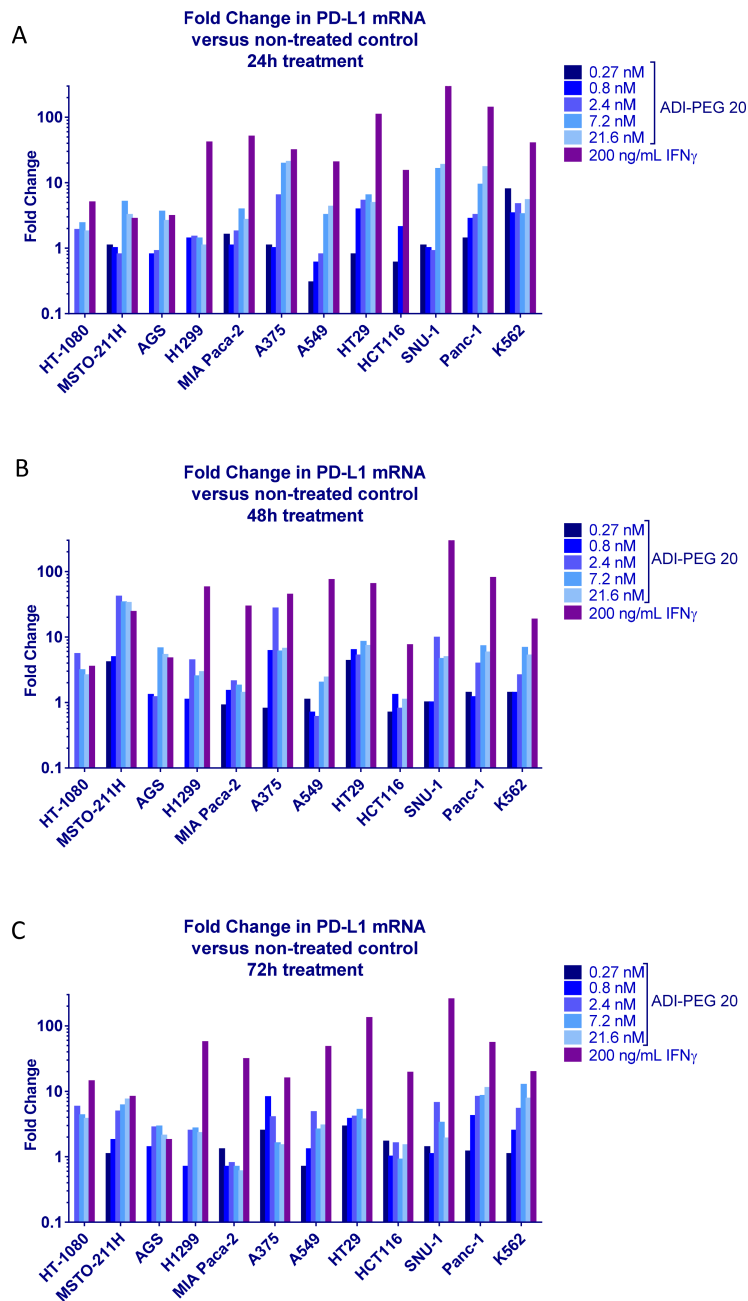 A
Fold Change in PD-L1 mRNA
versus non-treated control
24h treatment
0.27 nM
0.8 nM
2.4 nM
7.2 nM
21.6 nM
ADI-PEG 20
200 ng/mL IFNγ
Fold Change
100
10
1
0.1
HT-1080
MSTO-211H
AGS
H1299
MIA Paca-2
A375
A549
HT29
HCT116
SNU-1
Panc-1
K562
B
Fold Change in PD-L1 mRNA
versus non-treated control
48h treatment
0.27 nM
0.8 nM
2.4 nM
7.2 nM
21.6 nM
ADI-PEG 20
200 ng/mL IFNγ
Fold Change
100
10
1
0.1
HT-1080
MSTO-211H
AGS
H1299
MIA Paca-2
A375
A549
HT29
HCT116
SNU-1
Panc-1
K562
C
Fold Change in PD-L1 mRNA
versus non-treated control
72h treatment
0.27 nM
0.8 nM
2.4 nM
7.2 nM
21.6 nM
ADI-PEG 20
200 ng/mL IFNγ
Fold Change
100
10
1
0.1
HT-1080
MSTO-211H
AGS
H1299
MIA Paca-2
A375
A549
HT29
HCT116
SNU-1
Panc-1
K562